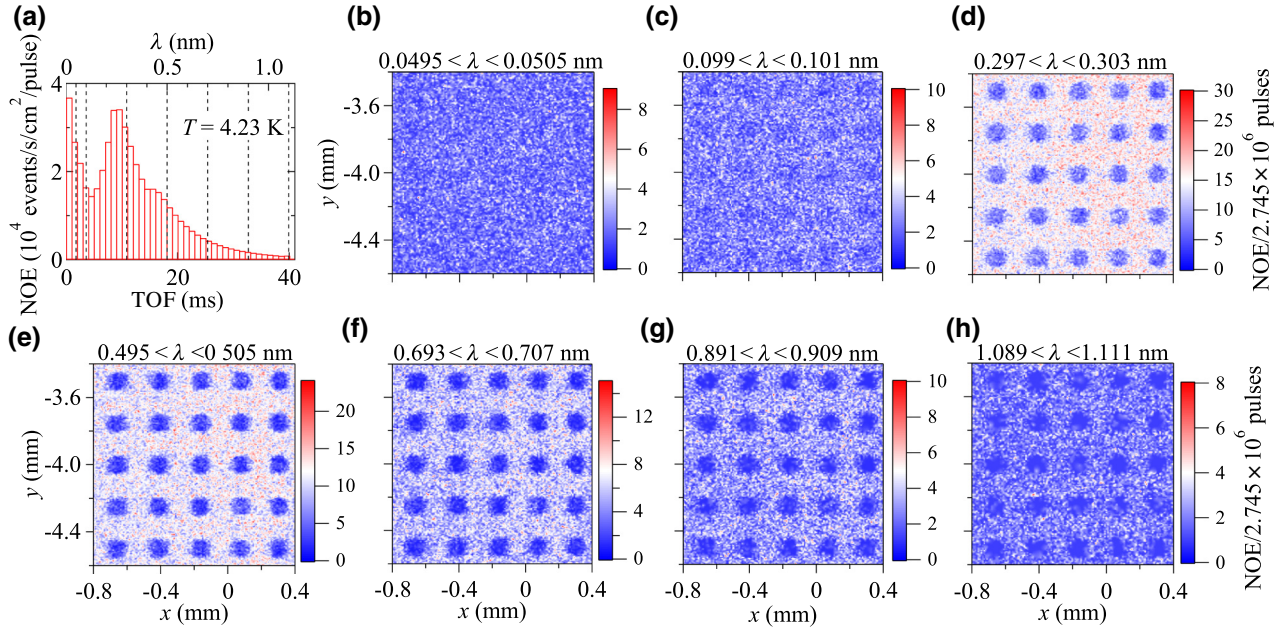 (a)
λ (nm)
0 0.5 1
NOE (10^4 events/s/cm^2/pulse)
4
2
0
T = 4.23 K
0 20 40
TOF (ms)
(b)
0.0495 < λ < 0.0505 nm
y (mm)
-3.6
-4.0
-4.4
8
6
4
2
0
(c)
0.099 < λ < 0.101 nm
10
8
6
4
2
0
(d)
0.297 < λ < 0.303 nm
30
25
20
15
10
5
0
NOE/2.745×10^6 pulses
(e)
0.495 < λ < 0 505 nm
y (mm)
-3.6
-4.0
-4.4
-0.8 -0.4 0 0.4
x (mm)
20
15
10
5
0
(f)
0.693 < λ < 0.707 nm
-0.8 -0.4 0 0.4
x (mm)
12
8
4
0
(g)
0.891 < λ < 0.909 nm
-0.8 -0.4 0 0.4
x (mm)
10
8
6
4
2
0
(h)
1.089 < λ < 1.111 nm
-0.8 -0.4 0 0.4
x (mm)
8
6
4
2
0
NOE/2.745×10^6 pulses